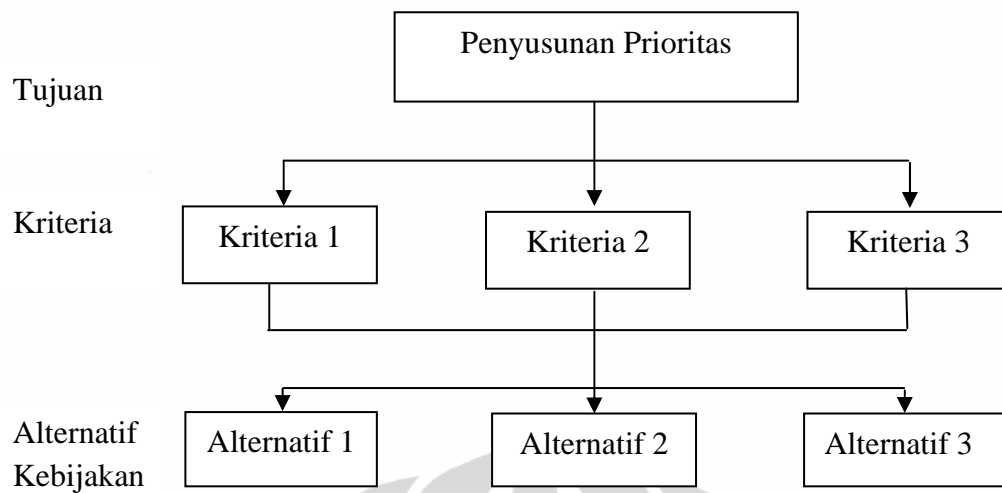 Penyusunan Prioritas
Tujuan
Kriteria
Kriteria 1
Kriteria 2
Kriteria 3
Alternatif
Kebijakan
Alternatif 1
Alternatif 2
Alternatif 3